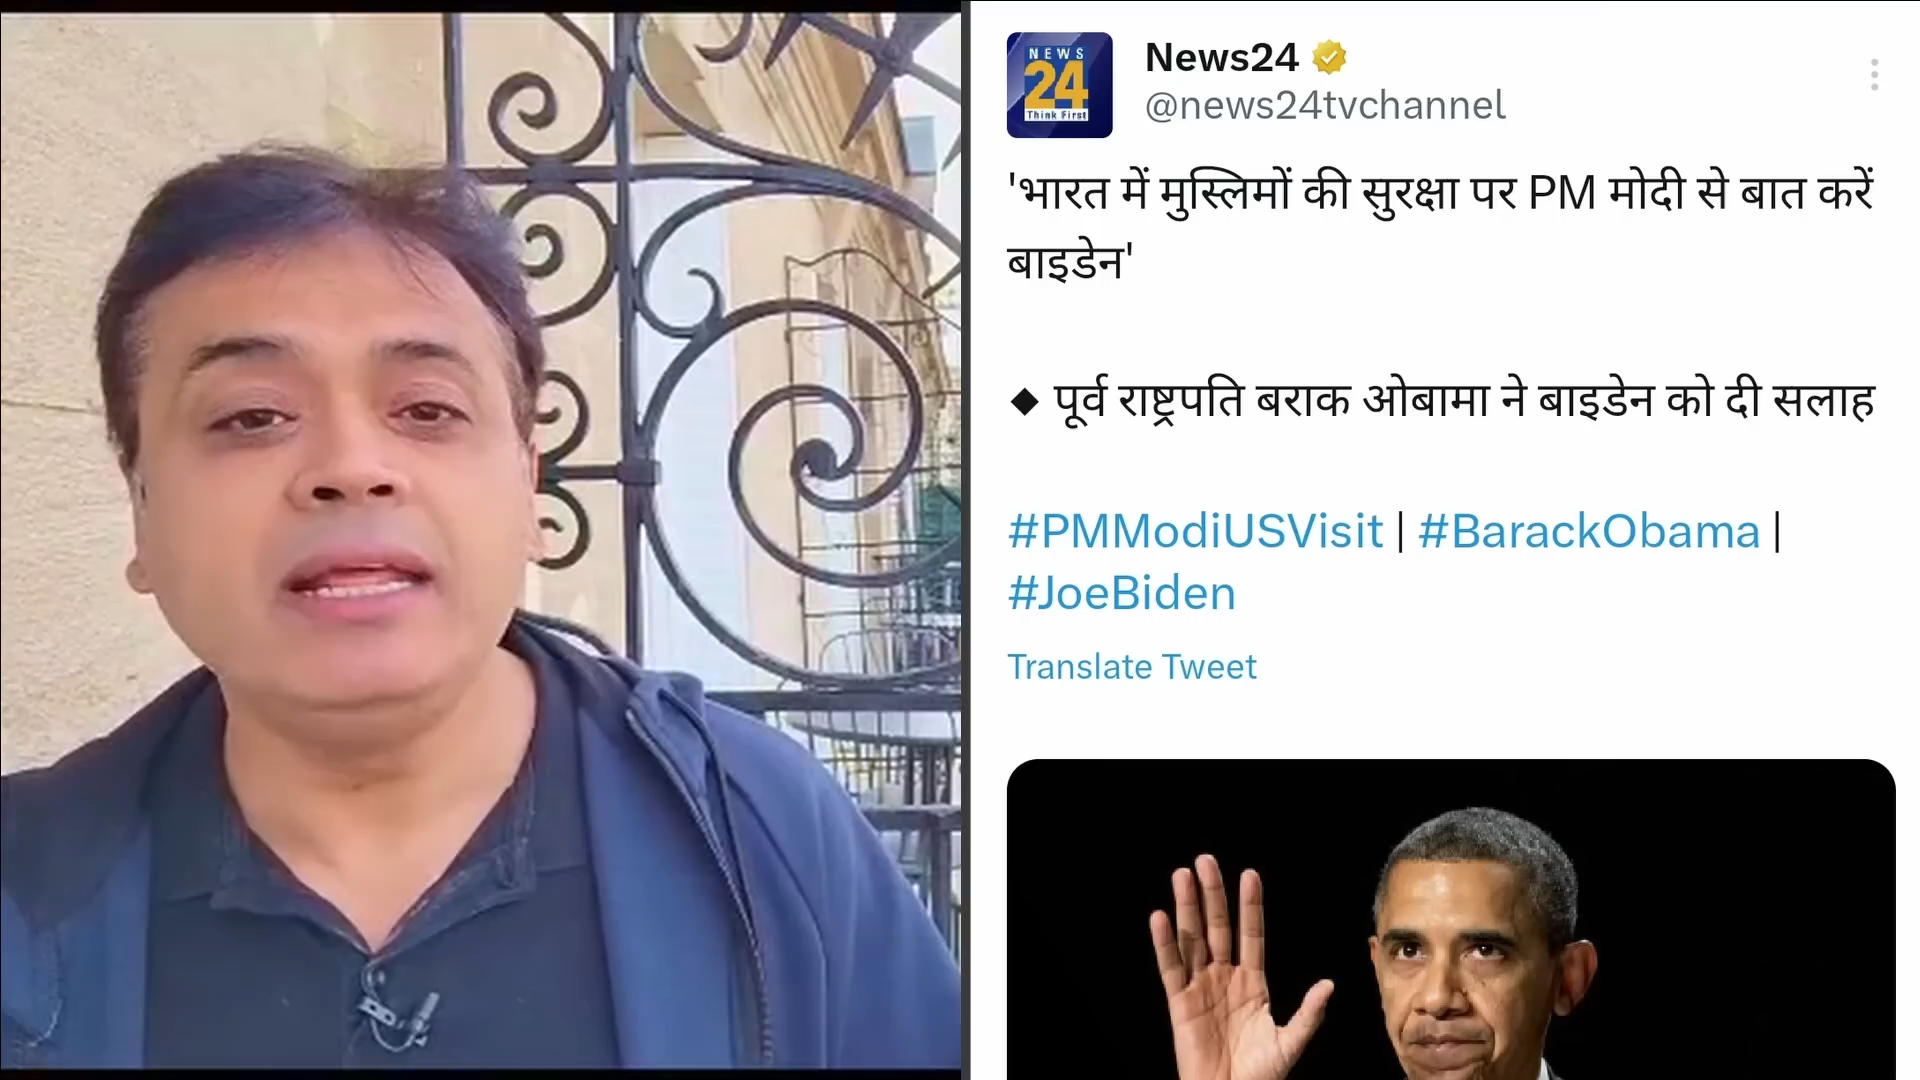 NEWS
24
Think First
News24
@news24tvchannel
'भारत में मुस्लिमों की सुरक्षा पर PM मोदी से बात करें
बाइडेन'
◆ पूर्व राष्ट्रपति बराक ओबामा ने बाइडेन को दी सलाह
#PMModiUSVisit | #BarackObama |
#JoeBiden
Translate Tweet